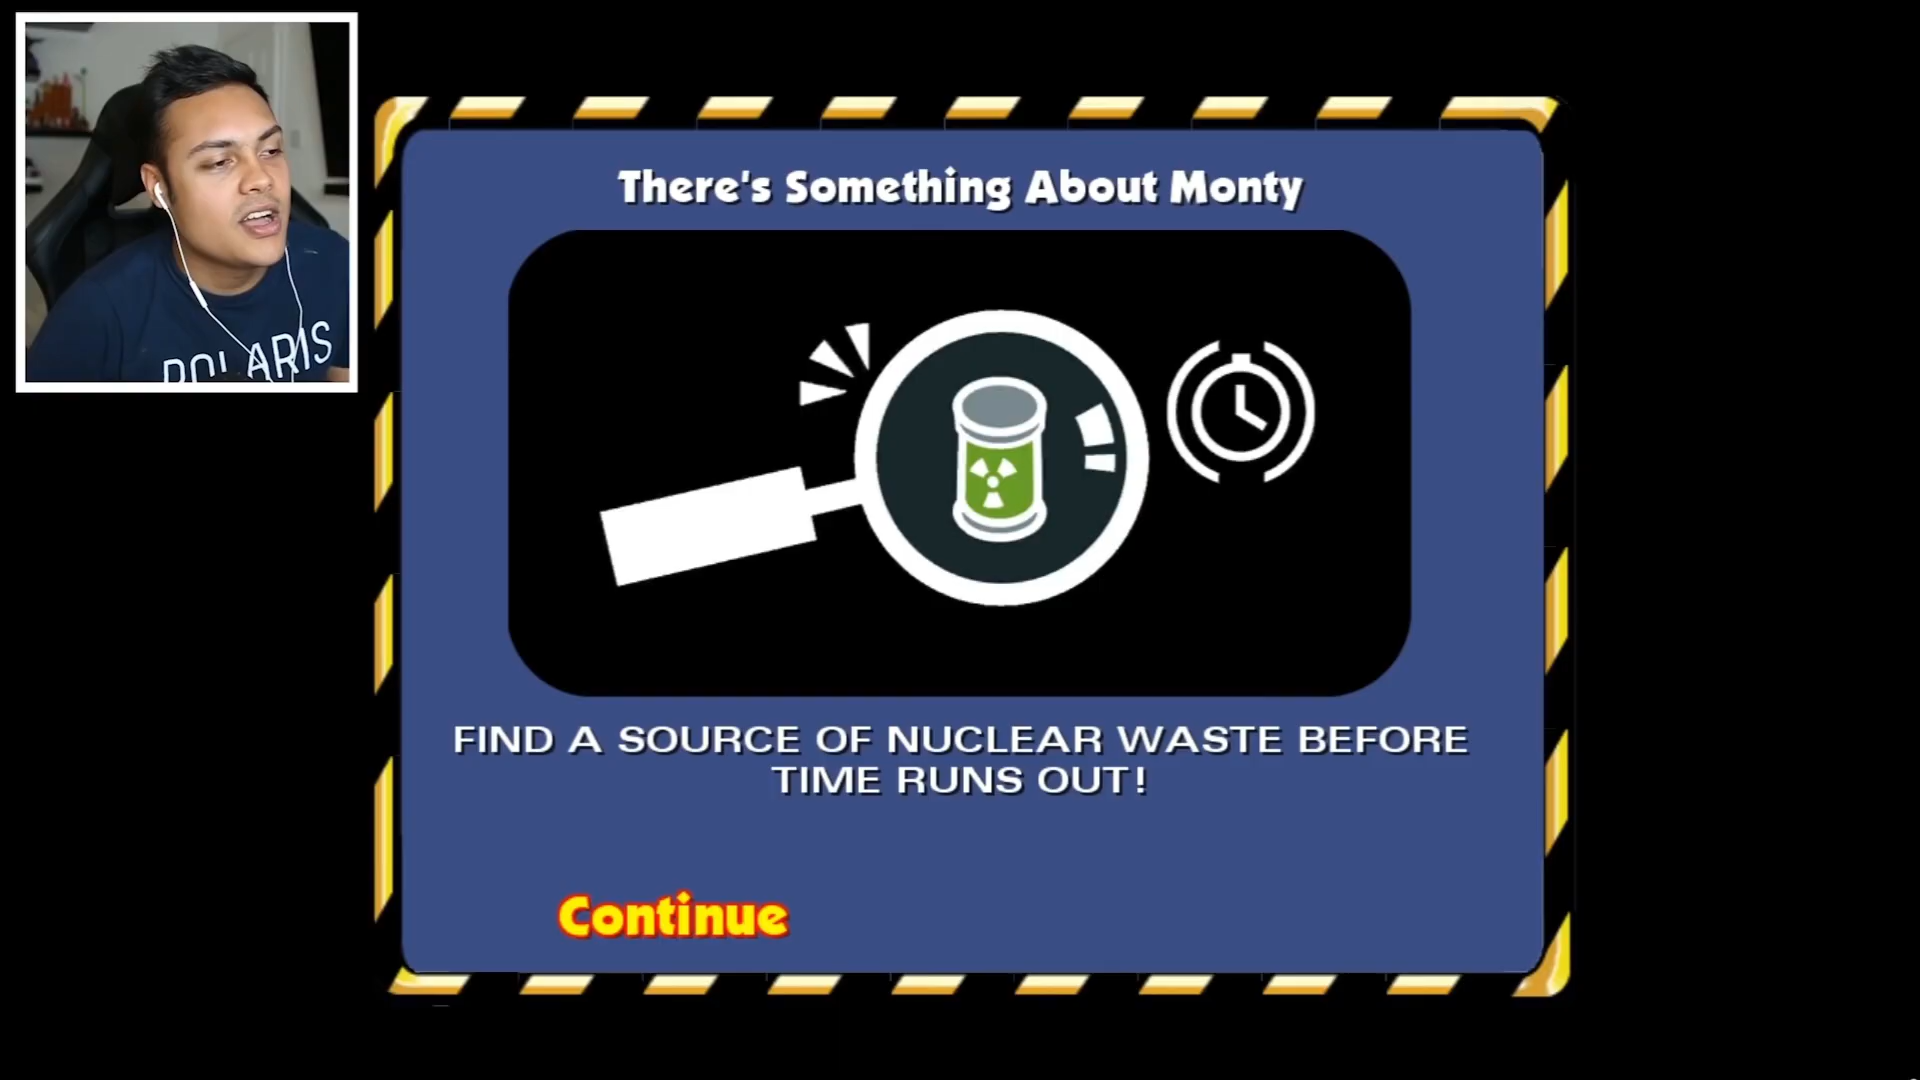 There's Something About Monty
FIND A SOURCE OF NUCLEAR WASTE BEFORE
TIME RUNS OUT!
Continue
POLARIS